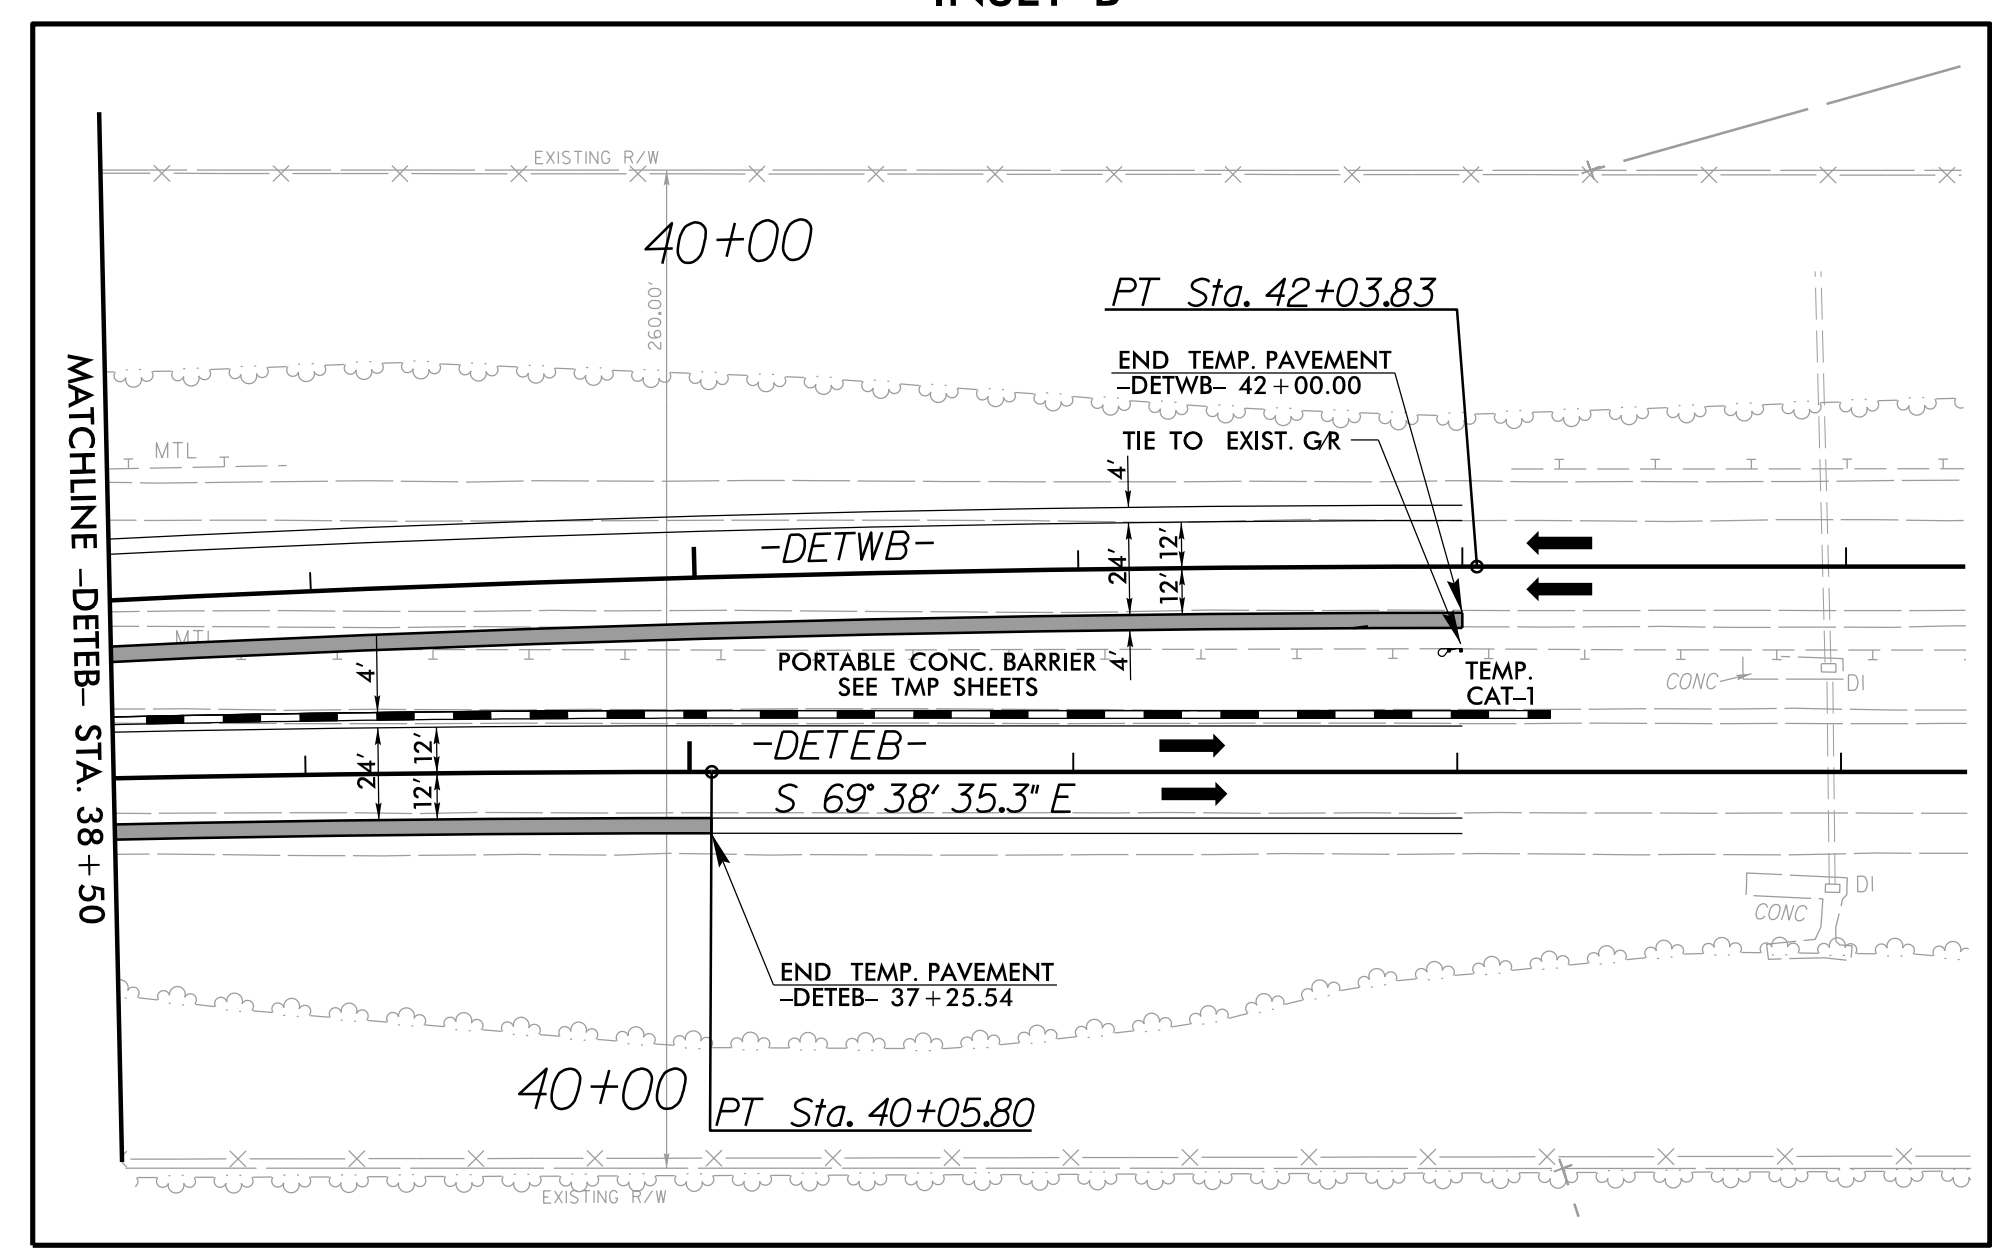 INSET B
EXISTING R/W
40+00
260.00'
PT Sta. 42+03.83
END TEMP. PAVEMENT
-DETWB- 42+00.00
TIE TO EXIST. G/R
MATCHLINE -DETEB- STA. 38+50
MTL
4'
-DETWB-
24'
12'
12'
MTL
4'
PORTABLE CONC. BARRIER
SEE TMP SHEETS
4'
TEMP.
CAT-1
CONC
DI
-DETEB-
24'
12'
12'
S 69° 38' 35.3" E
DI
CONC
END TEMP. PAVEMENT
-DETEB- 37+25.54
40+00
PT Sta. 40+05.80
EXISTING R/W